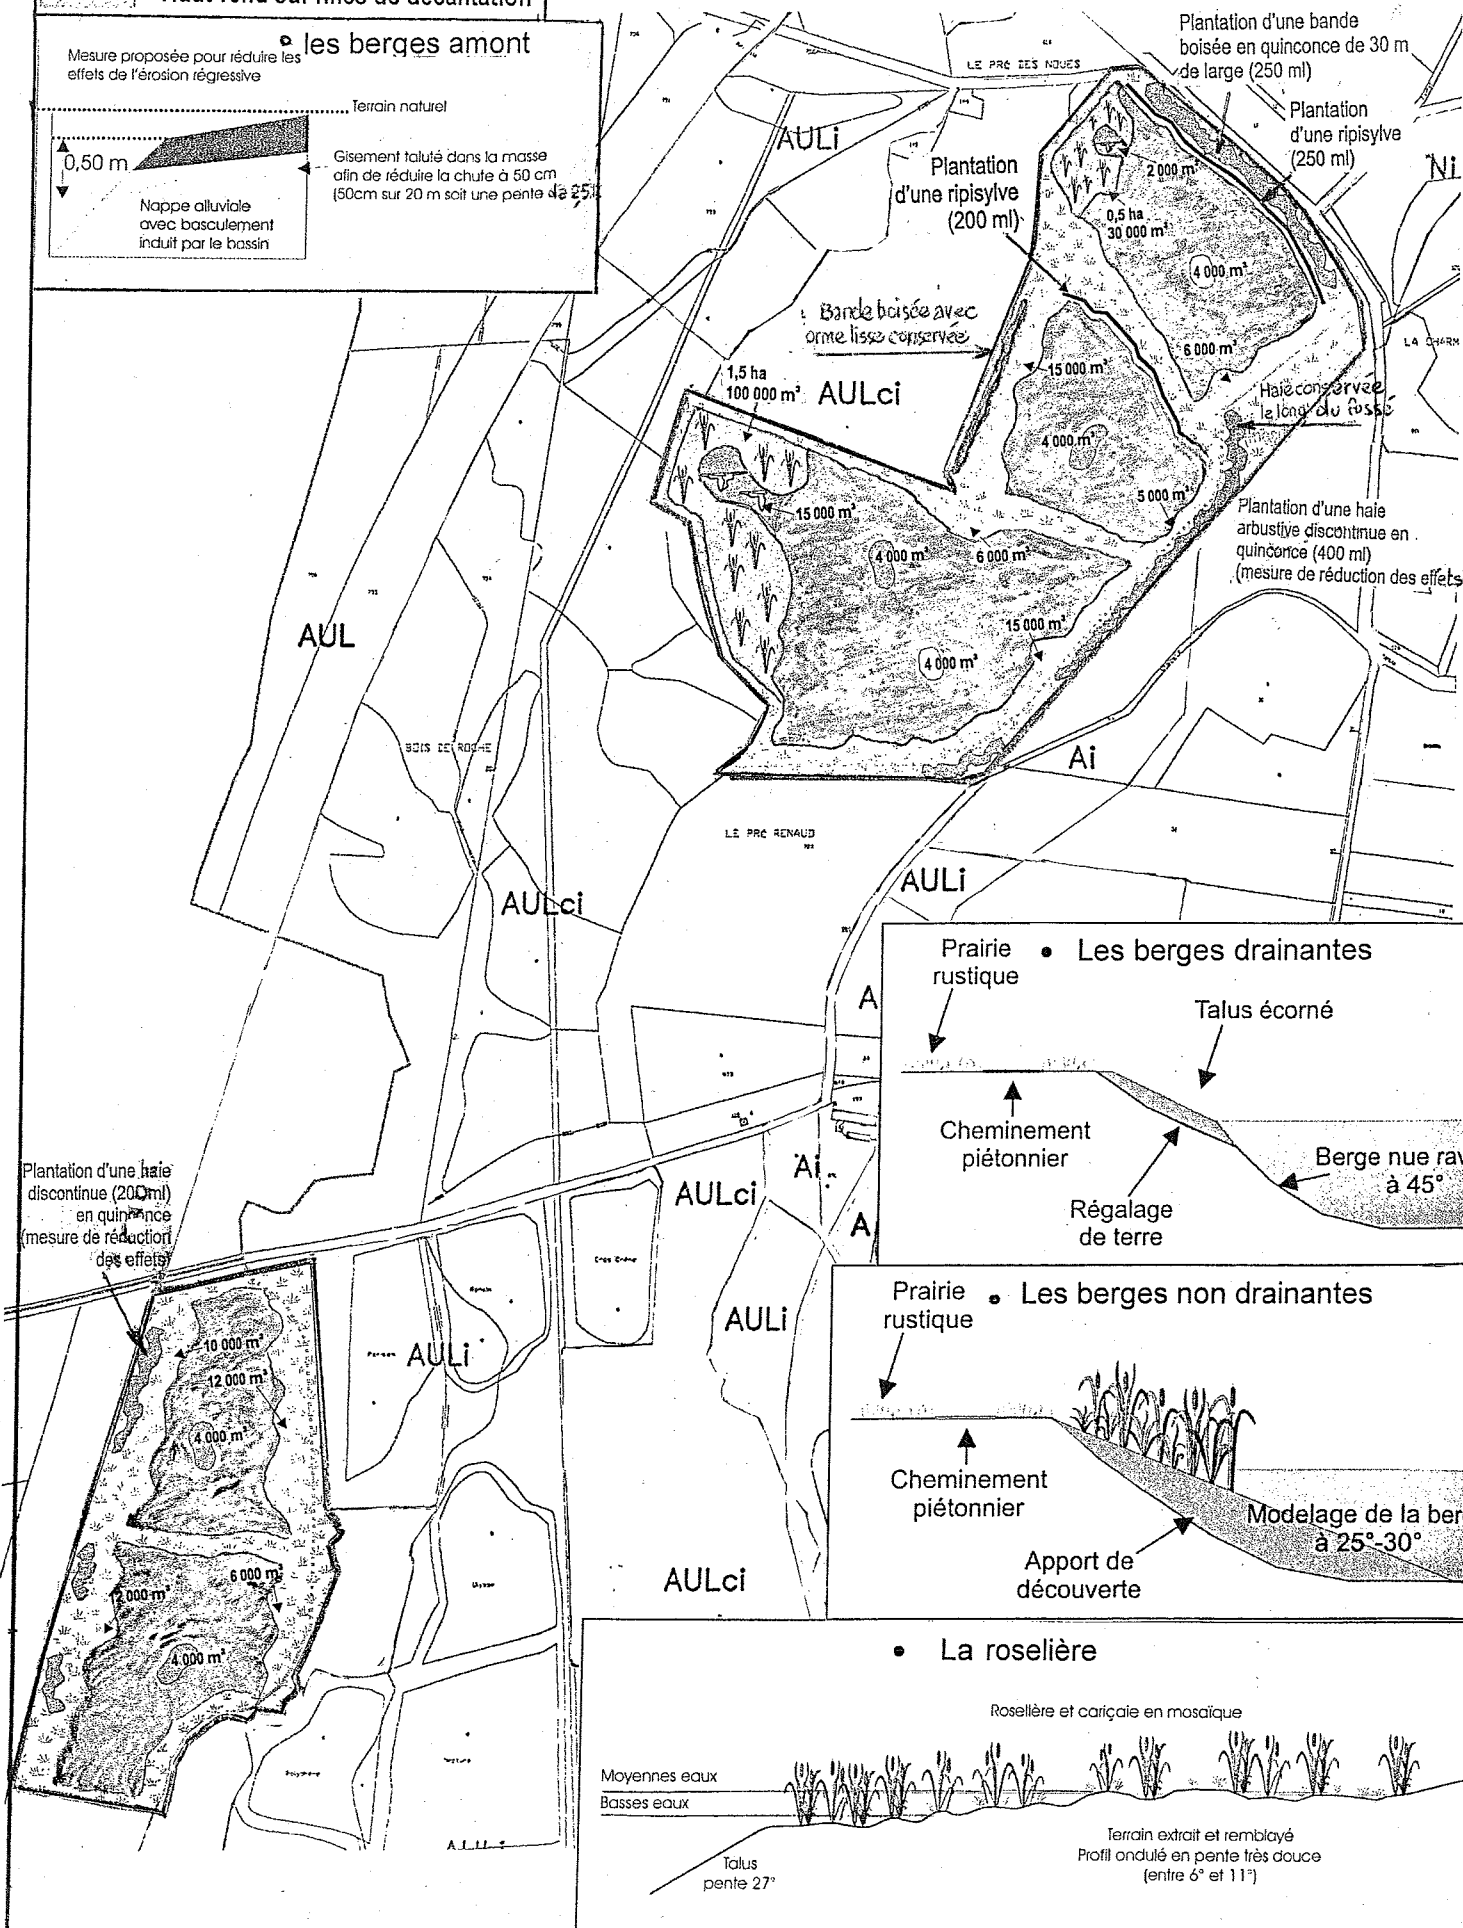 Haut-fond sur fines de décantation
les berges amont
Mesure proposée pour réduire les
effets de l'érosion régressive
Terrain naturel
0,50 m
Gisement taluté dans la masse
afin de réduire la chute à 50 cm
(50cm sur 20 m soit une pente de
Nappe alluviale
avec basculement
induit par le bassin
LE PRÉ DES NOUES
Plantation d'une bande
boisée en quinconce de 30 m
de large (250 ml)
Plantation
d'une ripisylve
(250 ml)
Plantation
d'une ripisylve
(200 ml)
AULi
Ni
2 000 m³
0,5 ha
30 000 m³
4 000 m³
6 000 m³
Bande boisée avec
orme lisse conservée
LA CHARM
15 000 m³
4 000 m³
5 000 m³
Haie conservée
le long du fossé
1,5 ha
100 000 m³
AULci
15 000 m³
4 000 m³
6 000 m³
15 000 m³
4 000 m³
Plantation d'une haie
arbustive discontinue en
quinconce (400 ml)
(mesure de réduction des effets
AUL
BOIS DE ROCHE
Ai
LE PRÉ RENAUD
AULi
AULci
A
• Les berges drainantes
Prairie
rustique
Talus écorné
Cheminement
piétonnier
Régalage
de terre
Berge nue rav
à 45°
Plantation d'une haie
discontinue (200ml)
en quinconce
(mesure de réduction
des effets)
AULci
Ai
A
AULi
AULi
10 000 m³
12 000 m³
4 000 m³
2 000 m³
6 000 m³
4 000 m³
• Les berges non drainantes
Prairie
rustique
Cheminement
piétonnier
Apport de
découverte
Modelage de la ber
à 25°-30°
AULci
• La roselière
Roselière et cariçaie en mosaïque
Moyennes eaux
Basses eaux
Talus
pente 27°
Terrain extrait et remblayé
Profil ondulé en pente très douce
(entre 6° et 11°)